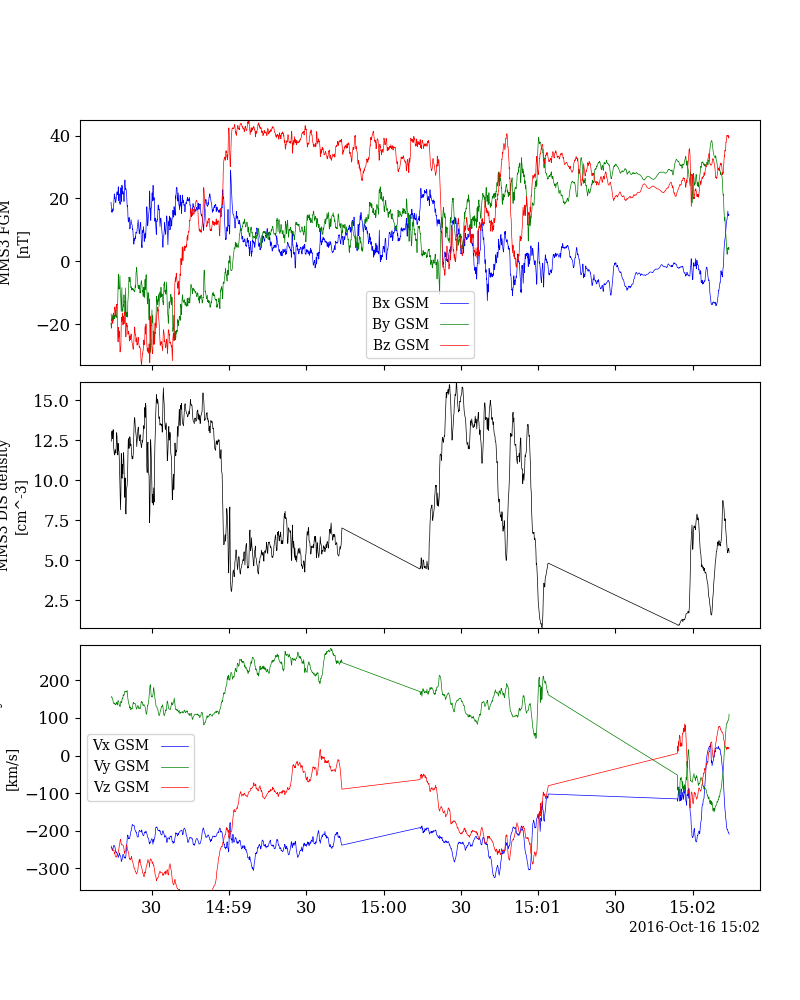 40
20
0
−20
MMS3 FGM
[nT]
Bx GSM
By GSM
Bz GSM
15.0
12.5
10.0
7.5
5.0
2.5
MMS3 DIS density
[cm^-3]
200
100
0
−100
−200
−300
[km/s]
Vx GSM
Vy GSM
Vz GSM
30
14:59
30
15:00
30
15:01
30
15:02
2016-Oct-16 15:02